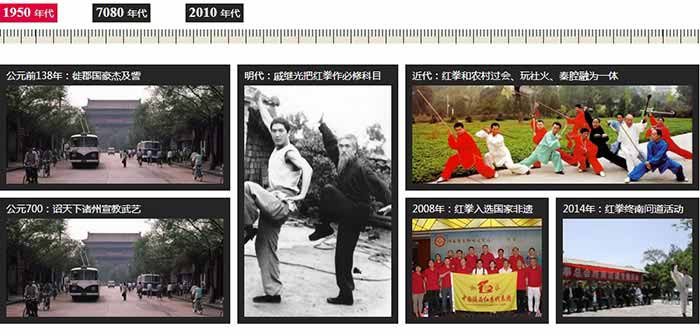 1950 年代
7080 年代
2010 年代
公元前138年：徙郡国豪杰及訾
明代：戚继光把红拳作必修科目
近代：红拳和农村过会、玩社火、秦腔融为一体
公元700：诏天下诸州宣教武艺
2008年：红拳入选国家非遗
2014年：红拳终南问道活动